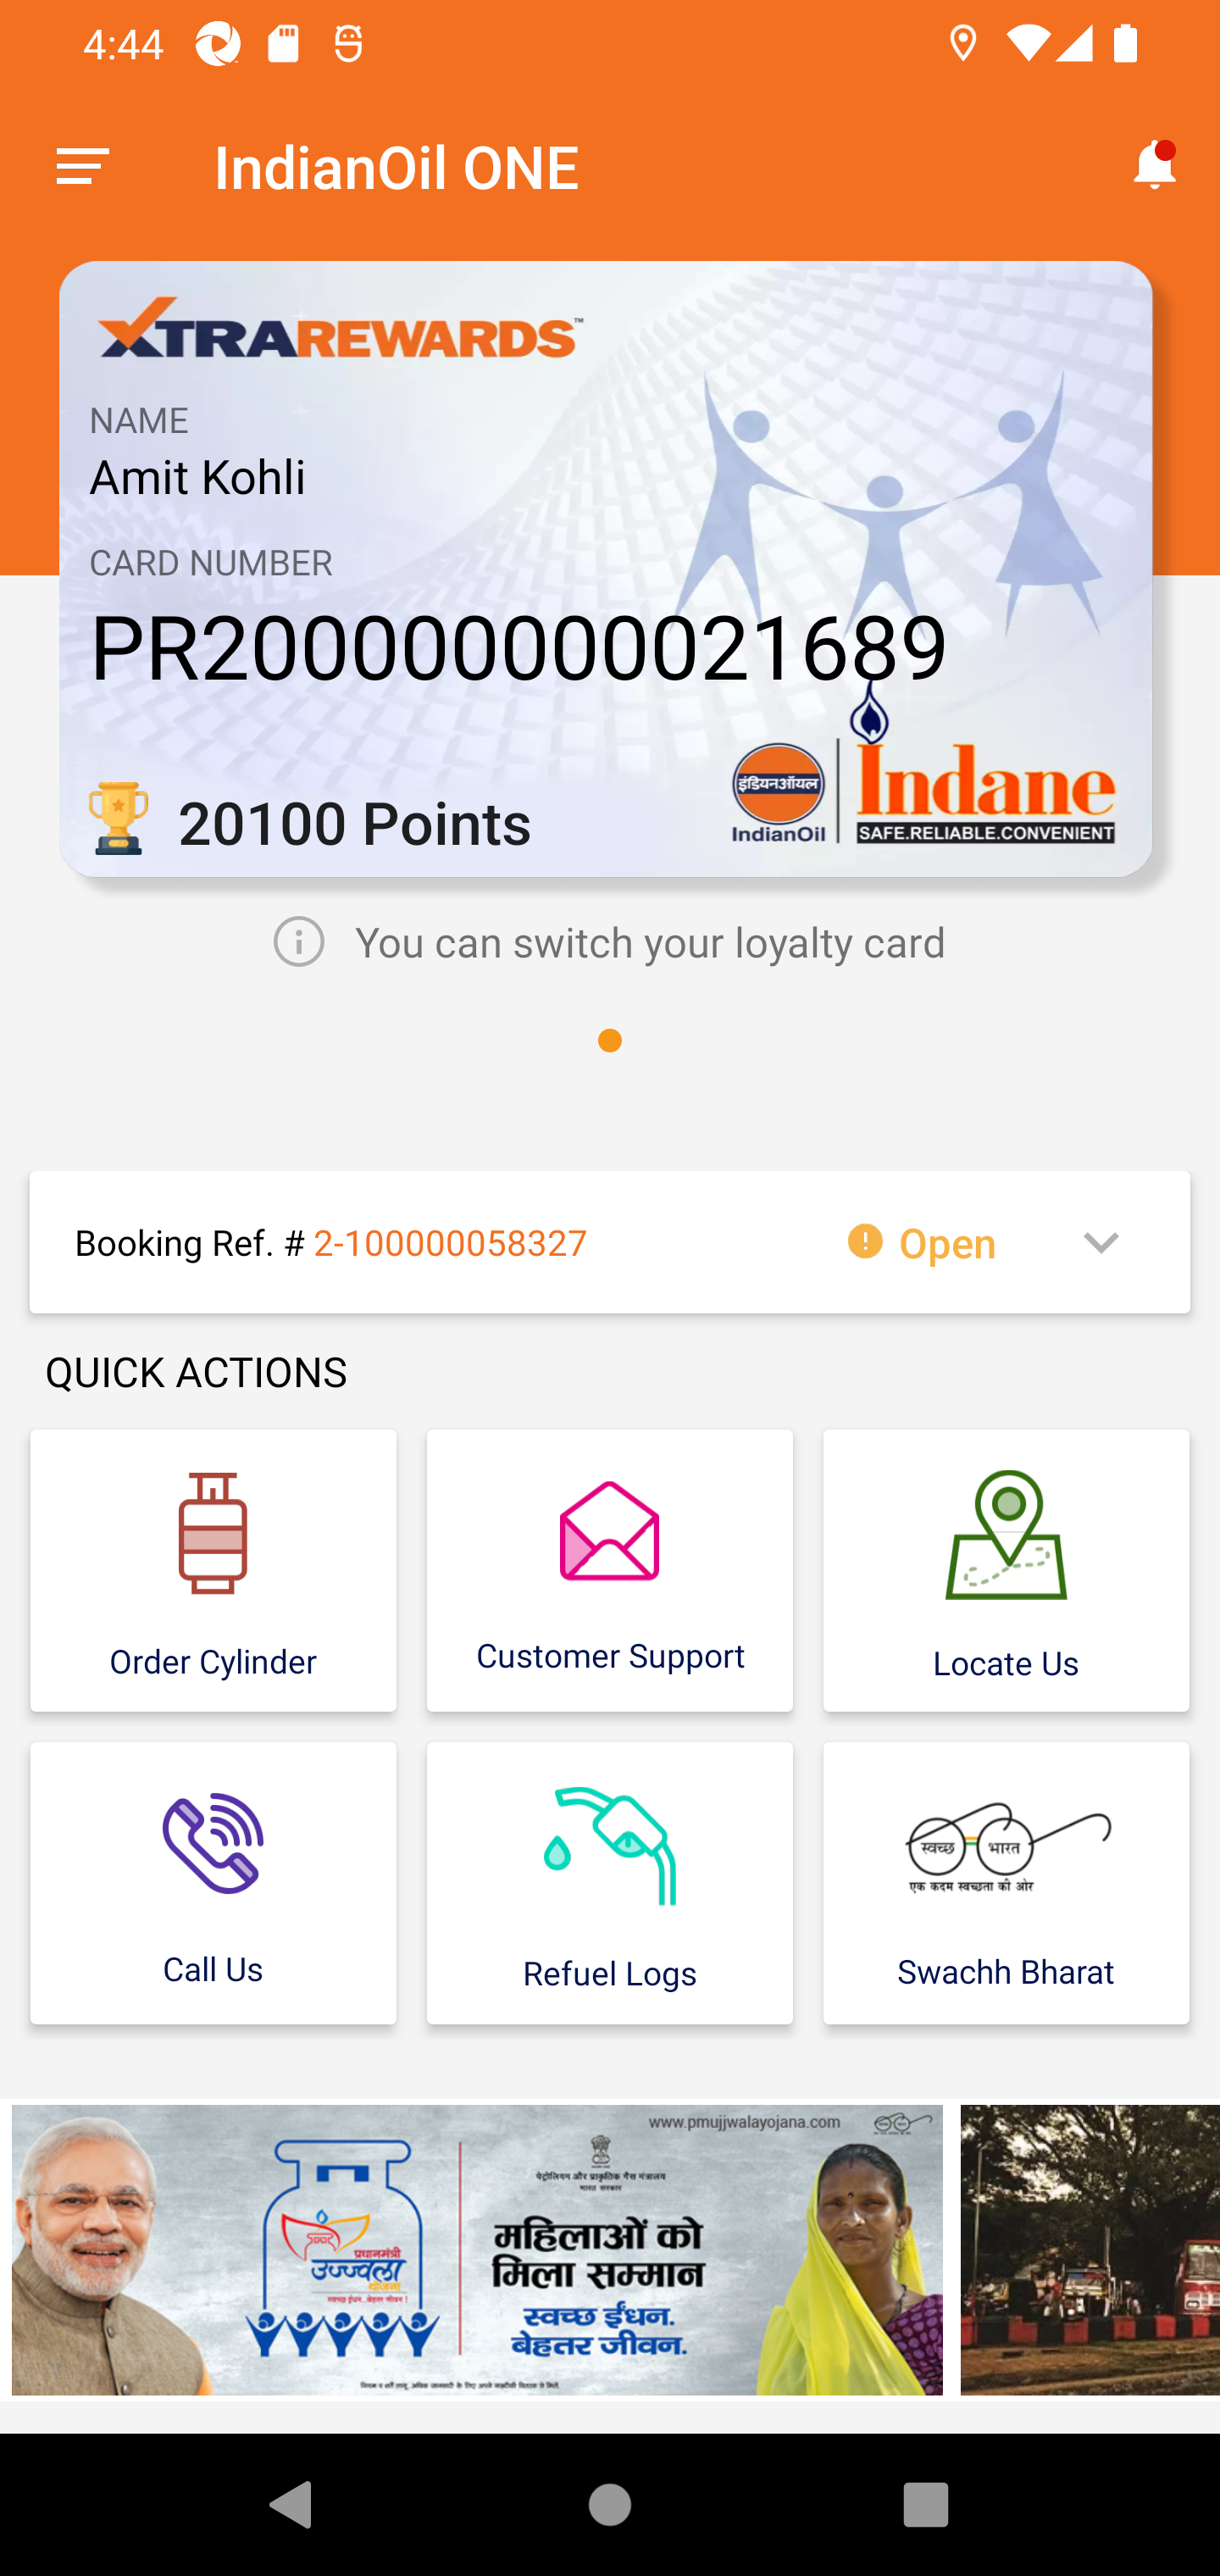 4:44
IndianOil ONE
XTRAREWARDS™
NAME
Amit Kohli
CARD NUMBER
PR200000000021689
20100 Points
इंडियनऑयल
IndianOil
Indane
SAFE.RELIABLE.CONVENIENT
You can switch your loyalty card
Booking Ref. # 2-100000058327
Open
QUICK ACTIONS
Order Cylinder
Customer Support
Locate Us
स्वच्छ भारत
एक कदम स्वच्छता की ओर
Call Us
Refuel Logs
Swachh Bharat
www.pmujjwalayojana.com
पेट्रोलियम और प्राकृतिक गैस मंत्रालय
भारत सरकार
प्रधानमंत्री
उज्ज्वला
योजना
महिलाओं को
मिला सम्मान
स्वच्छ ईंधन.
बेहतर जीवन.